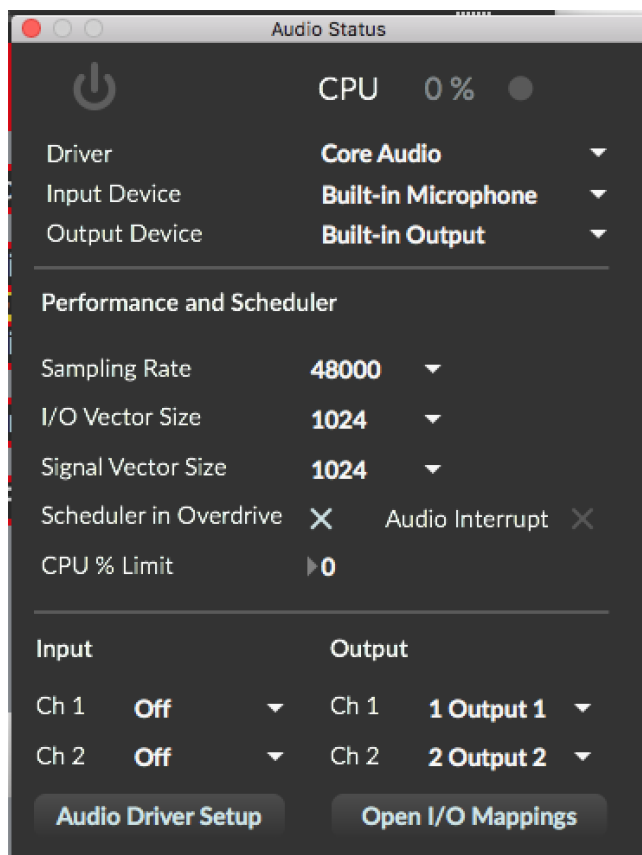 Audio Status
CPU 0 %
Driver Core Audio
Input Device Built-in Microphone
Output Device Built-in Output
Performance and Scheduler
Sampling Rate 48000
I/O Vector Size 1024
Signal Vector Size 1024
Scheduler in Overdrive Audio Interrupt
CPU % Limit 0
Input Output
Ch 1 Off Ch 1 1 Output 1
Ch 2 Off Ch 2 2 Output 2
Audio Driver Setup Open I/O Mappings